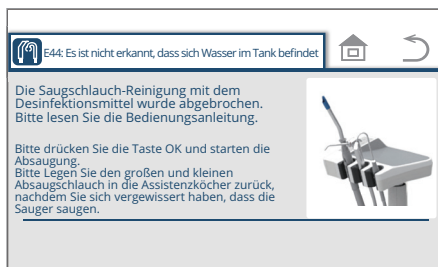 E44: Es ist nicht erkannt, dass sich Wasser im Tank befindet
Die Saugschlauch-Reinigung mit dem
Desinfektionsmittel wurde abgebrochen.
Bitte lesen Sie die Bedienungsanleitung.
Bitte drücken Sie die Taste OK und starten die
Absaugung.
Bitte Legen Sie den großen und kleinen
Absaugschlauch in die Assistenzköcher zurück,
nachdem Sie sich vergewissert haben, dass die
Sauger saugen.